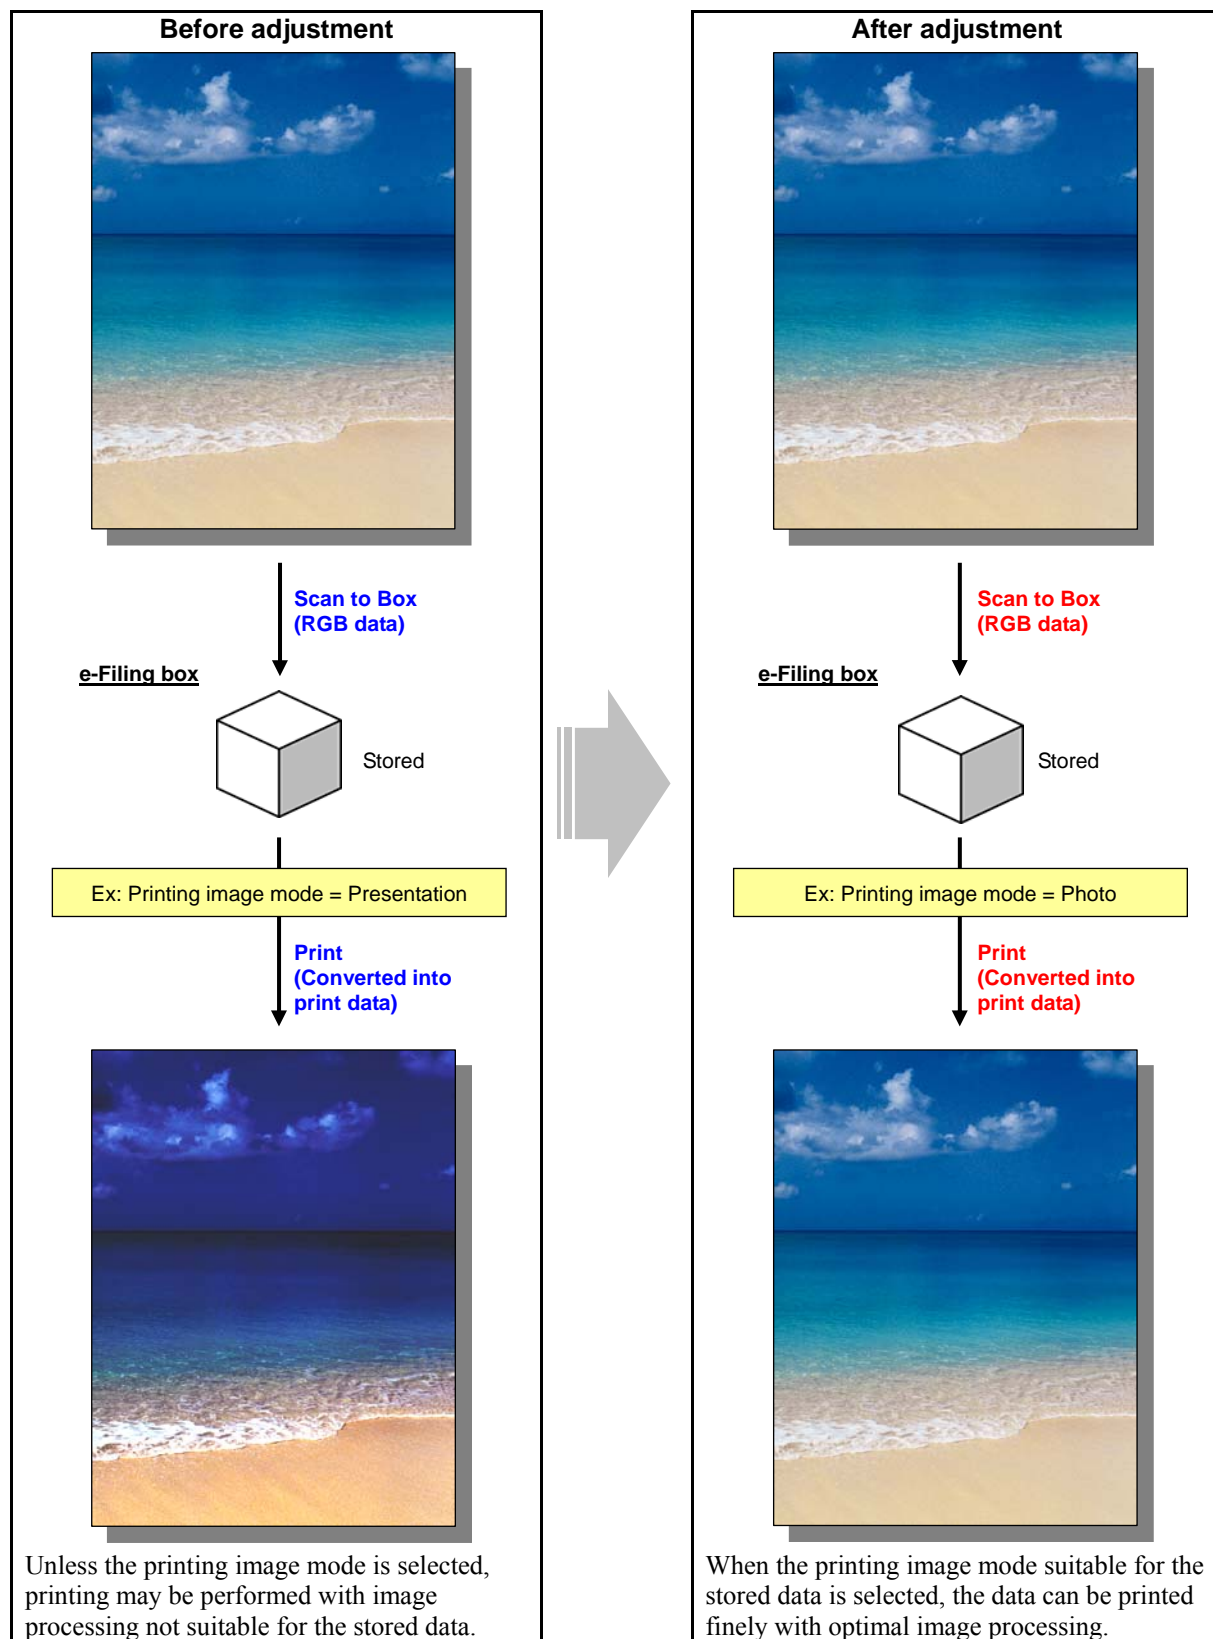 Before adjustment
Scan to Box
(RGB data)
e-Filing box
Stored
Ex: Printing image mode = Presentation
Print
(Converted into
print data)
Unless the printing image mode is selected,
printing may be performed with image
processing not suitable for the stored data.
After adjustment
Scan to Box
(RGB data)
e-Filing box
Stored
Ex: Printing image mode = Photo
Print
(Converted into
print data)
When the printing image mode suitable for the
stored data is selected, the data can be printed
finely with optimal image processing.